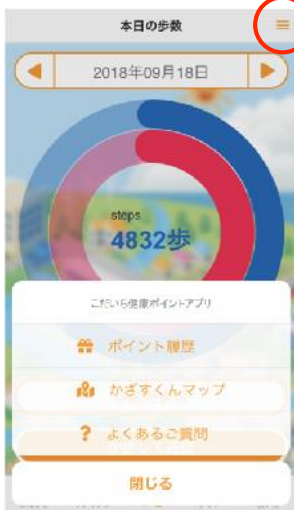 本日の歩数
2018年09月18日
steps
4832歩
こだいら健康ポイントアプリ
ポイント履歴
かざすくんマップ
? よくあるご質問
閉じる